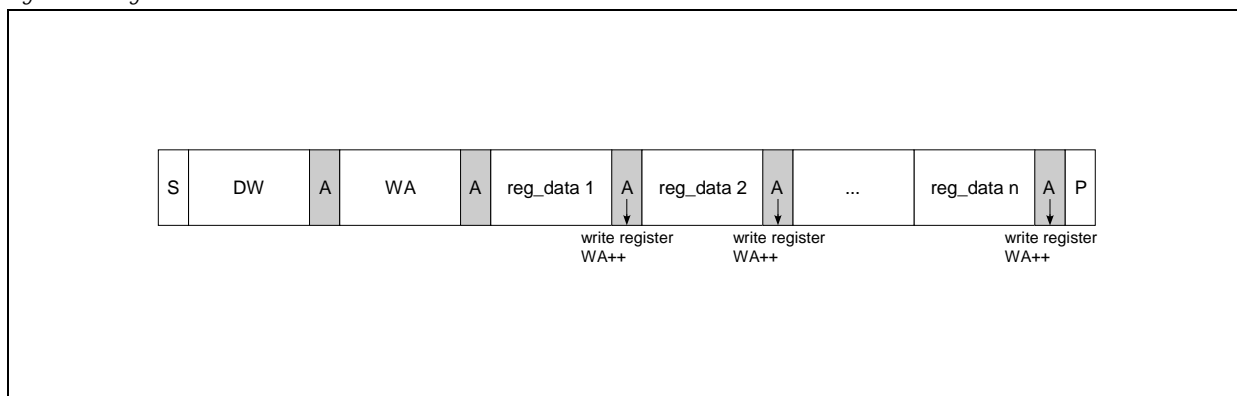 S DW A WA A reg_data 1 A reg_data 2 A ... reg_data n A P
write register write register write register
WA++ WA++ WA++